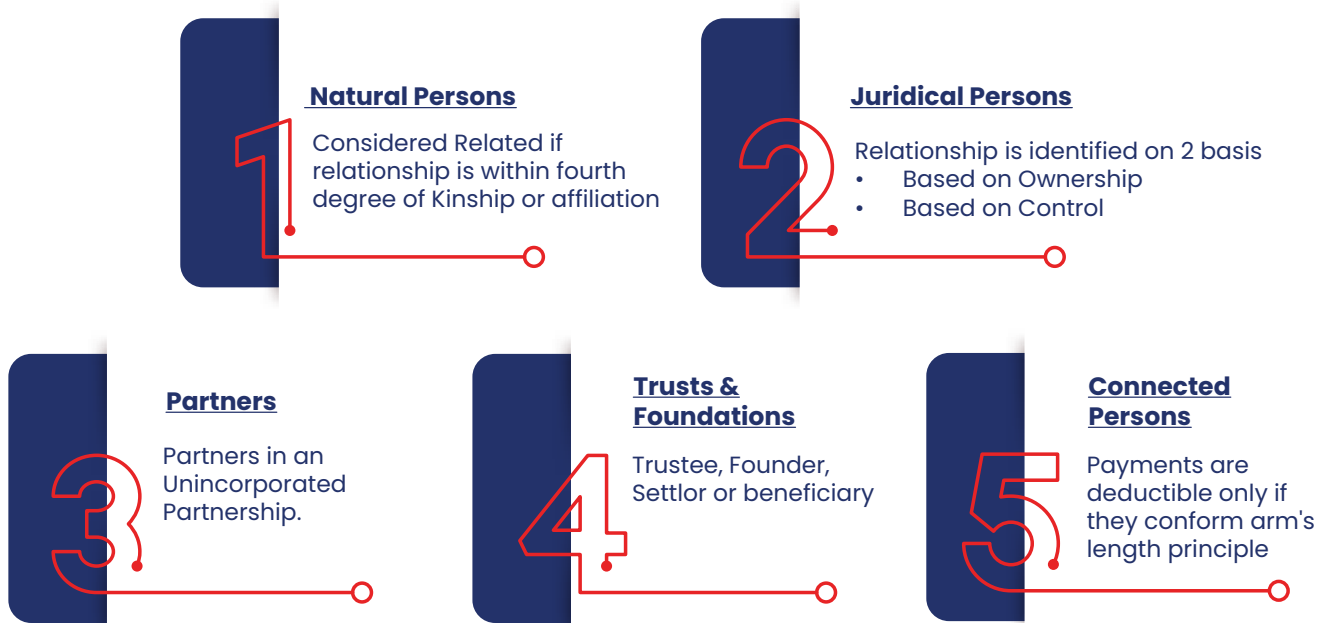 1
Natural Persons
Considered Related if
relationship is within fourth
degree of Kinship or affiliation
2
Juridical Persons
Relationship is identified on 2 basis
• Based on Ownership
• Based on Control
3
Partners
Partners in an
Unincorporated
Partnership.
4
Trusts &
Foundations
Trustee, Founder,
Settlor or beneficiary
5
Connected
Persons
Payments are
deductible only if
they conform arm's
length principle